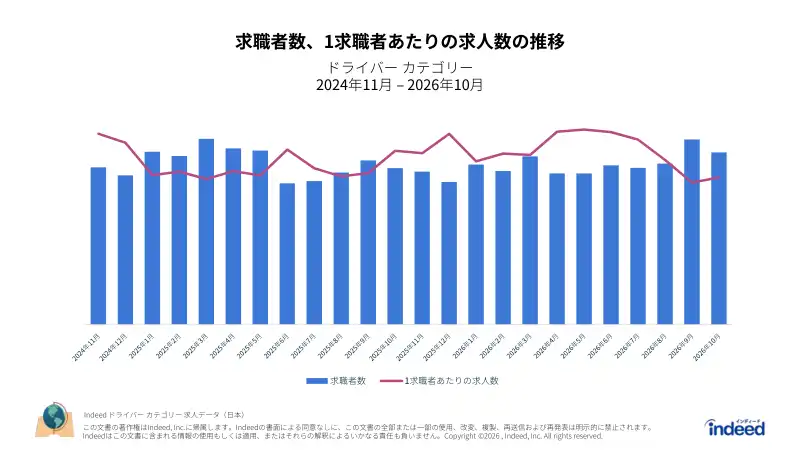 求職者数、1求職者あたりの求人数の推移
ドライバー カテゴリー
2024年11月 – 2026年10月
2024年11月
2024年12月
2025年1月
2025年2月
2025年3月
2025年4月
2025年5月
2025年6月
2025年7月
2025年8月
2025年9月
2025年10月
2025年11月
2025年12月
2026年1月
2026年2月
2026年3月
2026年4月
2026年5月
2026年6月
2026年7月
2026年8月
2026年9月
2026年10月
求職者数 1求職者あたりの求人数
Indeed ドライバー カテゴリー 求人データ（日本）
この文書の著作権はIndeed, Inc.に帰属します。Indeedの書面による同意なしに、この文書の全部または一部の使用、改変、複製、再送信および再発表は明示的に禁止されます。
Indeedはこの文書に含まれる情報の使用もしくは適用、またはそれらの解釈によるいかなる責任も負いません。Copyright ©2026 , Indeed, Inc. All rights reserved.
インディード
indeed